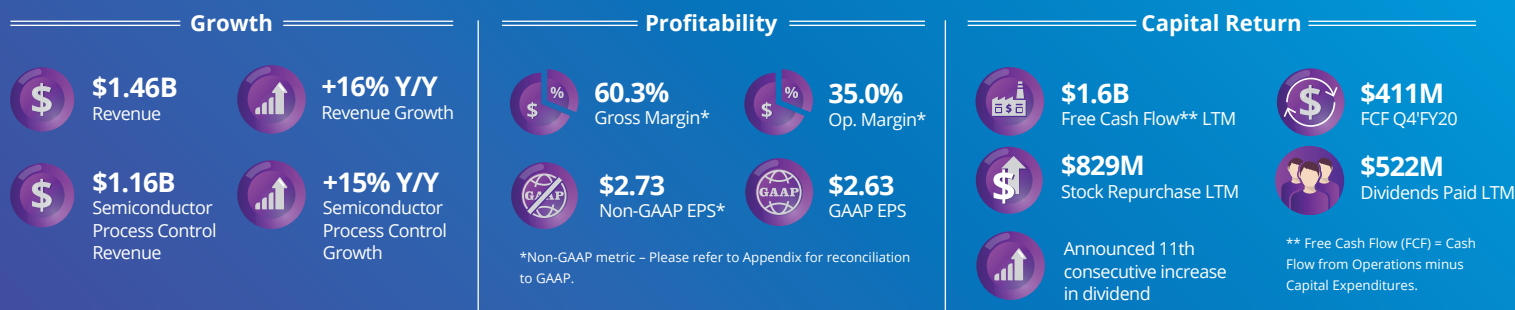 Growth
$1.46B
Revenue
+16% Y/Y
Revenue Growth
$1.16B
Semiconductor
Process Control
Revenue
+15% Y/Y
Semiconductor
Process Control
Growth
Profitability
$
%
60.3%
Gross Margin*
$
%
35.0%
Op. Margin*
GAAP
$2.73
Non-GAAP EPS*
GAAP
$2.63
GAAP EPS
*Non-GAAP metric – Please refer to Appendix for reconciliation
to GAAP.
Capital Return
$1.6B
Free Cash Flow** LTM
$411M
FCF Q4'FY20
$829M
Stock Repurchase LTM
$522M
Dividends Paid LTM
Announced 11th
consecutive increase
in dividend
** Free Cash Flow (FCF) = Cash
Flow from Operations minus
Capital Expenditures.